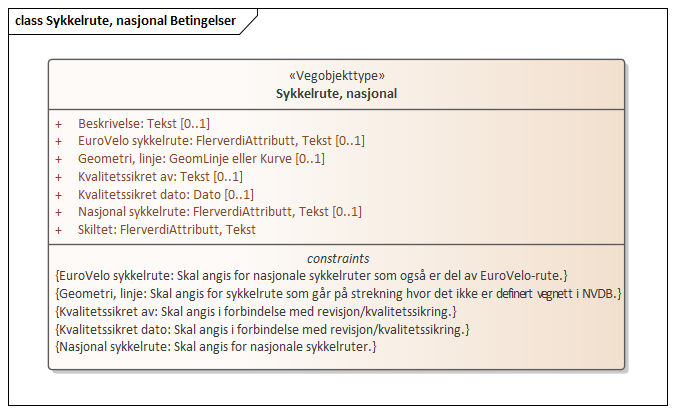 class Sykkelrute, nasjonal Betingelser
«Vegobjekttype»
Sykkelrute, nasjonal
+ Beskrivelse: Tekst [0..1]
+ EuroVelo sykkelrute: FlerverdiAttributt, Tekst [0..1]
+ Geometri, linje: GeomLinje eller Kurve [0..1]
+ Kvalitetssikret av: Tekst [0..1]
+ Kvalitetssikret dato: Dato [0..1]
+ Nasjonal sykkelrute: FlerverdiAttributt, Tekst [0..1]
+ Skiltet: FlerverdiAttributt, Tekst
constraints
{EuroVelo sykkelrute: Skal angis for nasjonale sykkelruter som også er del av EuroVelo-rute.}
{Geometri, linje: Skal angis for sykkelrute som går på strekning hvor det ikke er definert vegnett i NVDB.}
{Kvalitetssikret av: Skal angis i forbindelse med revisjon/kvalitetssikring.}
{Kvalitetssikret dato: Skal angis i forbindelse med revisjon/kvalitetssikring.}
{Nasjonal sykkelrute: Skal angis for nasjonale sykkelruter.}